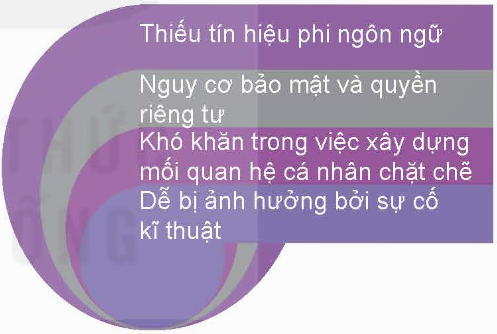 Thiếu tín hiệu phi ngôn ngữ
Nguy cơ bảo mật và quyền
riêng tư
Khó khăn trong việc xây dựng
mối quan hệ cá nhân chặt chẽ
Dễ bị ảnh hưởng bởi sự cố
kĩ thuật